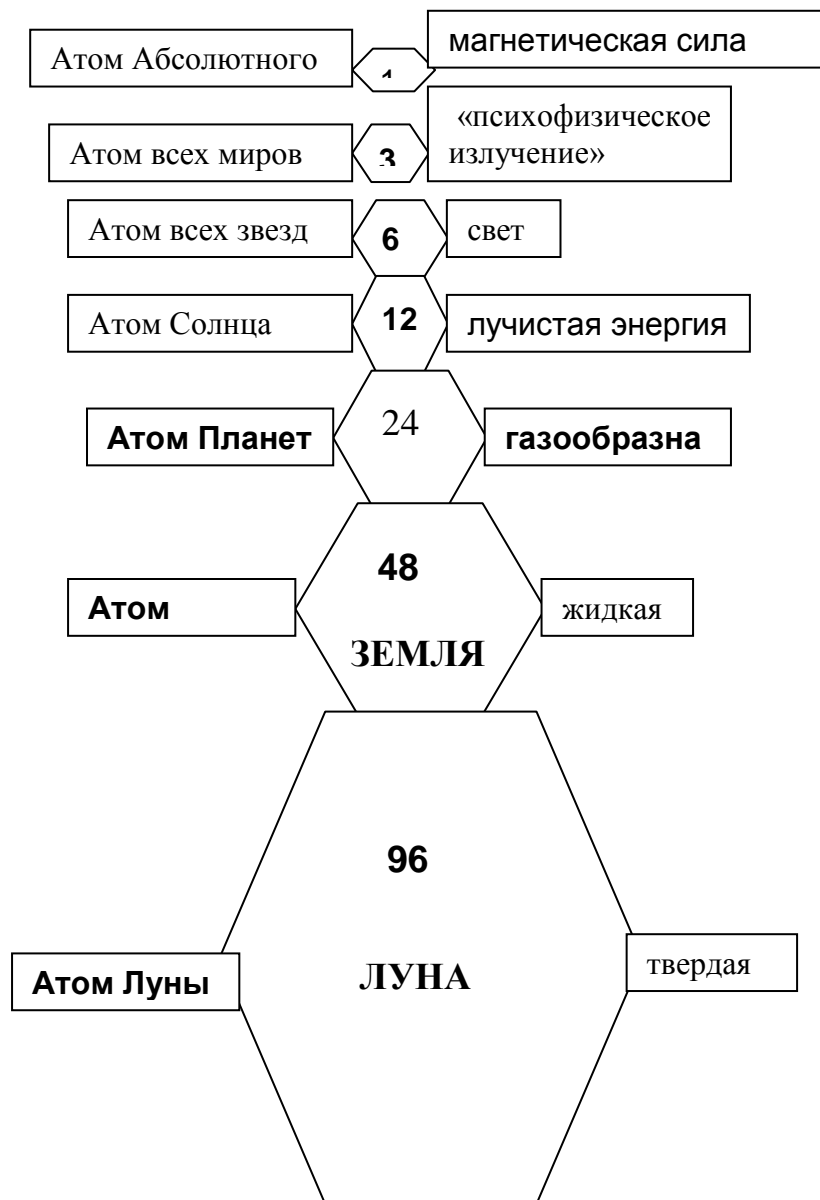 Атом Абсолютного
магнетическая сила
Атом всех миров
3
«психофизическое
излучение»
Атом всех звезд
6
свет
Атом Солнца
12
лучистая энергия
Атом Планет
24
газообразна
48
Атом
жидкая
ЗЕМЛЯ
96
Атом Луны
ЛУНА
твердая